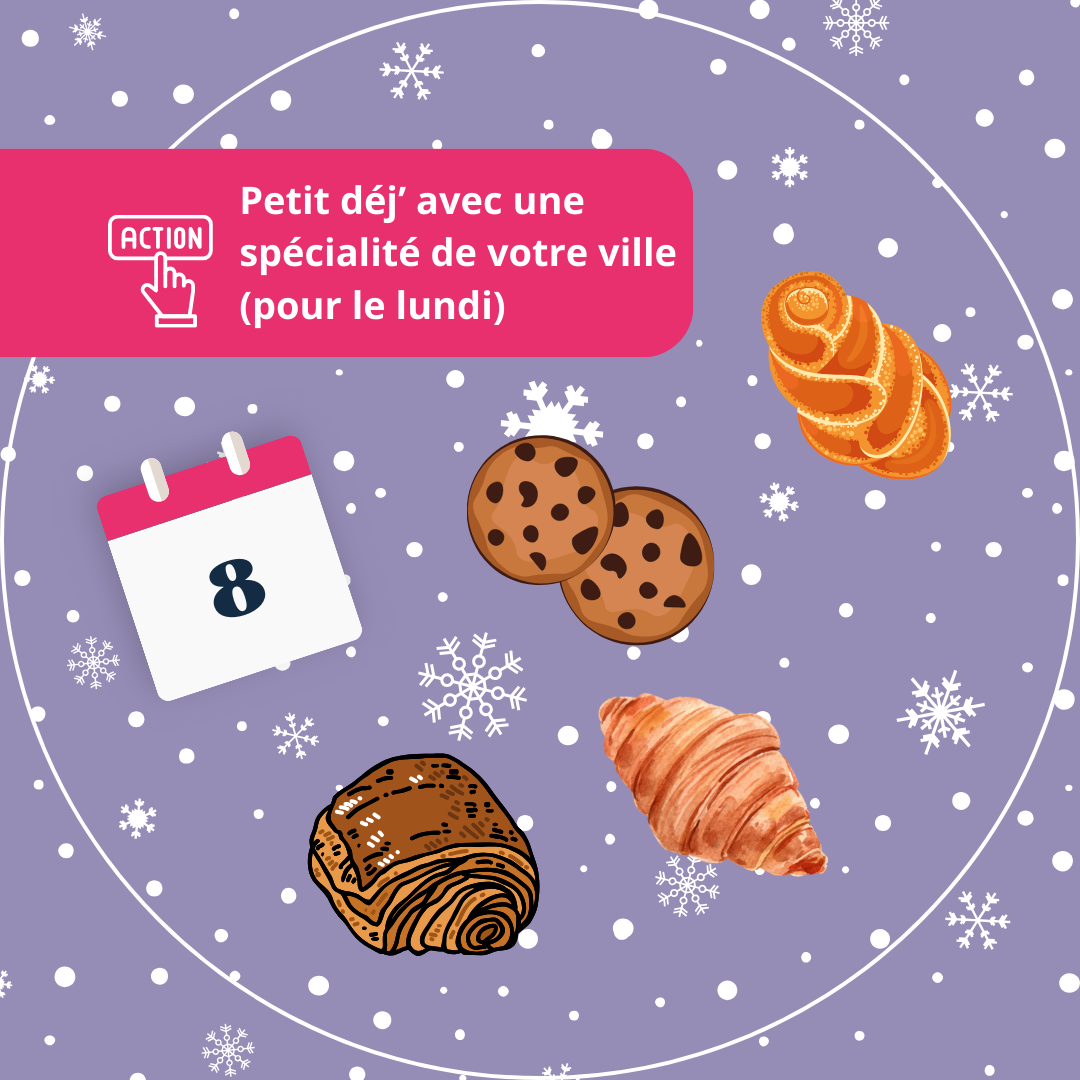 Petit déj’ avec une
spécialité de votre ville
(pour le lundi)
ACTION
8